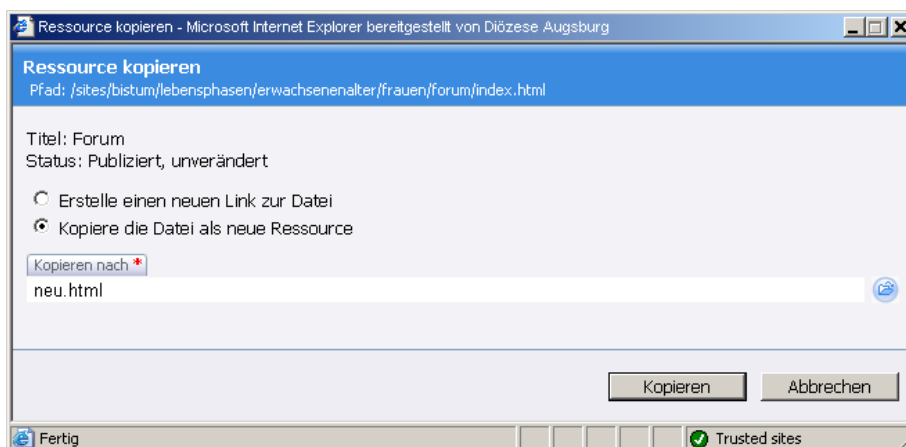 Ressource kopieren - Microsoft Internet Explorer bereitgestellt von Diözese Augsburg
Ressource kopieren
Pfad: /sites/bistum/lebensphasen/erwachsenenalter/frauen/forum/index.html
Titel: Forum
Status: Publiziert, unverändert
Erstelle einen neuen Link zur Datei
Kopiere die Datei als neue Ressource
Kopieren nach *
neu.html
Kopieren Abbrechen
Fertig Trusted sites